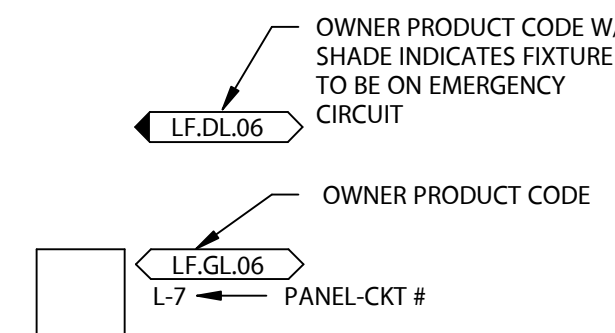 OWNER PRODUCT CODE W/
SHADE INDICATES FIXTURE
TO BE ON EMERGENCY
CIRCUIT
LF.DL.06
OWNER PRODUCT CODE
LF.GL.06
L-7 PANEL-CKT #